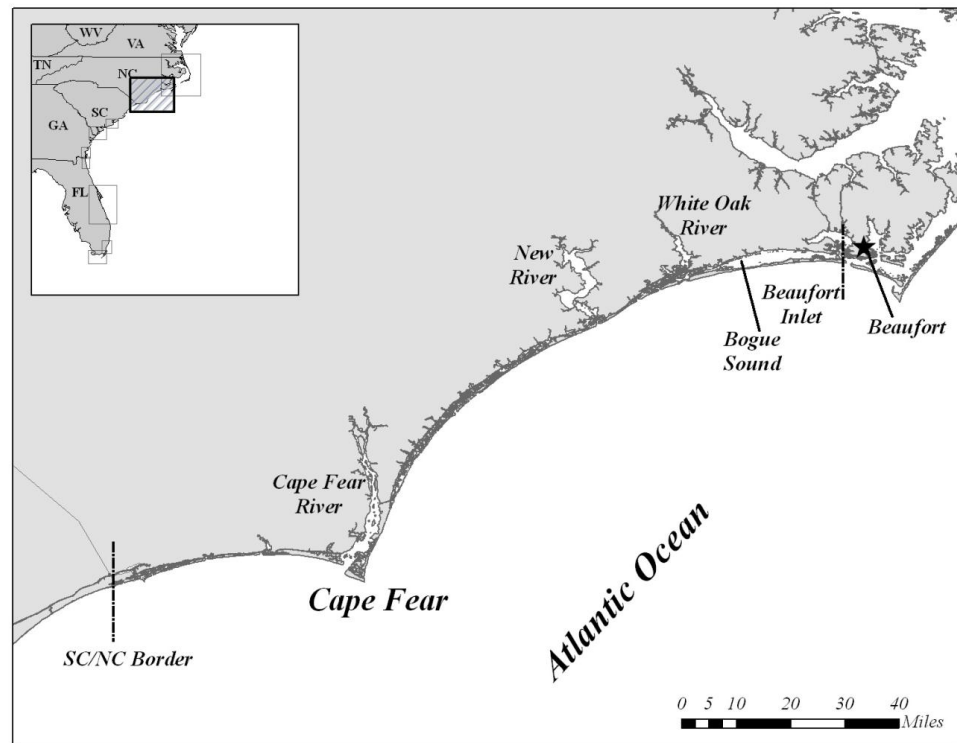 WV
VA
TN
NC
SC
GA
FL
White Oak
River
New
River
Beaufort
Inlet
Beaufort
Bogue
Sound
Cape Fear
River
Cape Fear
Atlantic Ocean
SC/NC Border
0 5 10 20 30 40
Miles